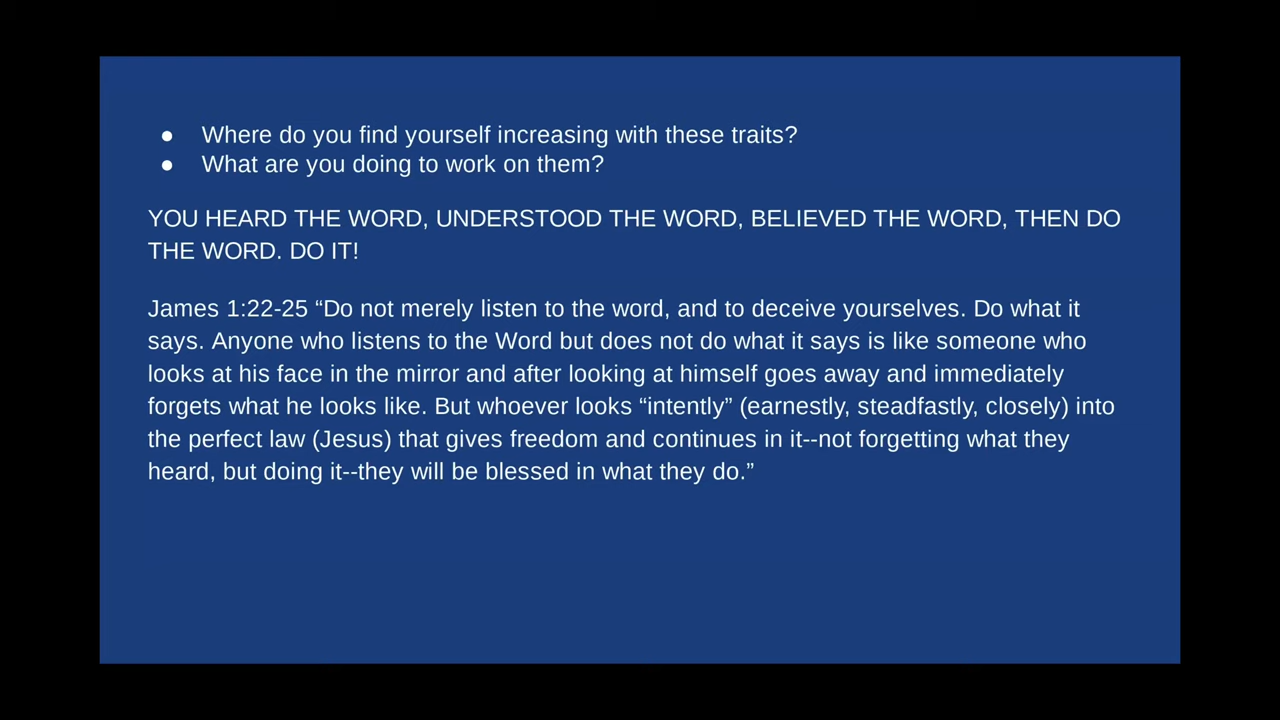 ● Where do you find yourself increasing with these traits?
● What are you doing to work on them?
YOU HEARD THE WORD, UNDERSTOOD THE WORD, BELIEVED THE WORD, THEN DO
THE WORD. DO IT!
James 1:22-25 “Do not merely listen to the word, and to deceive yourselves. Do what it
says. Anyone who listens to the Word but does not do what it says is like someone who
looks at his face in the mirror and after looking at himself goes away and immediately
forgets what he looks like. But whoever looks “intently” (earnestly, steadfastly, closely) into
the perfect law (Jesus) that gives freedom and continues in it--not forgetting what they
heard, but doing it--they will be blessed in what they do.”